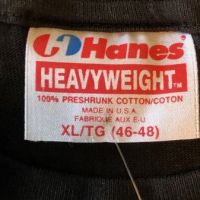 Hanes
HEAVYWEIGHT™
100% PRESHRUNK COTTON/COTON
MADE IN U.S.A.
FABRIQUE AUX E-U
XL/TG (46-48)